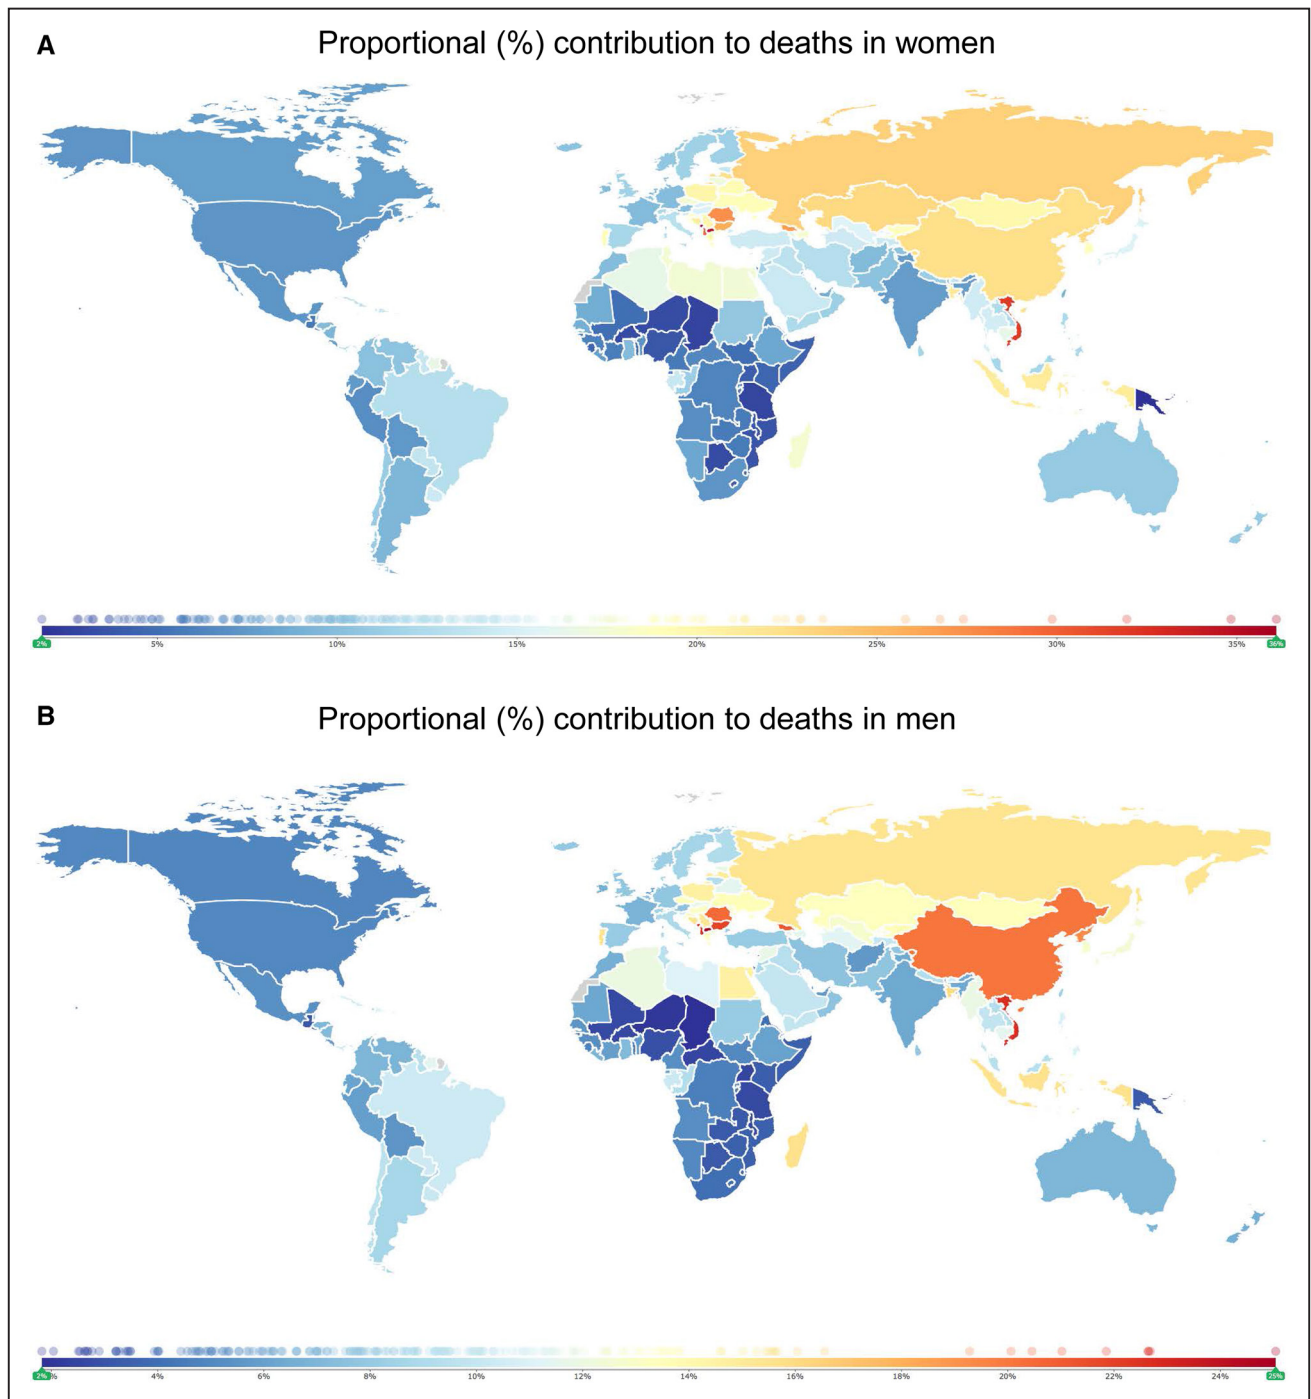 A
Proportional (%) contribution to deaths in women
5% 10% 15% 20% 25% 30% 35%
2% 36%
B
Proportional (%) contribution to deaths in men
% 4% 6% 8% 10% 12% 14% 16% 18% 20% 22% 24%
2% 25%